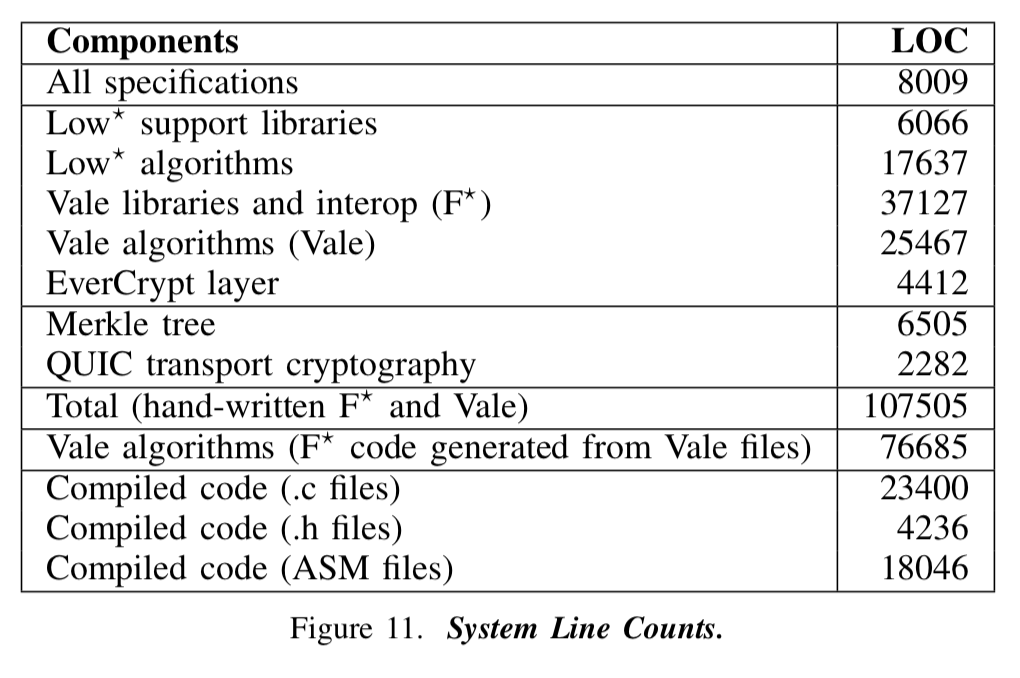 Components LOC
All specifications 8009
Low* support libraries 6066
Low* algorithms 17637
Vale libraries and interop (F*) 37127
Vale algorithms (Vale) 25467
EverCrypt layer 4412
Merkle tree 6505
QUIC transport cryptography 2282
Total (hand-written F* and Vale) 107505
Vale algorithms (F* code generated from Vale files) 76685
Compiled code (.c files) 23400
Compiled code (.h files) 4236
Compiled code (ASM files) 18046
Figure 11. System Line Counts.